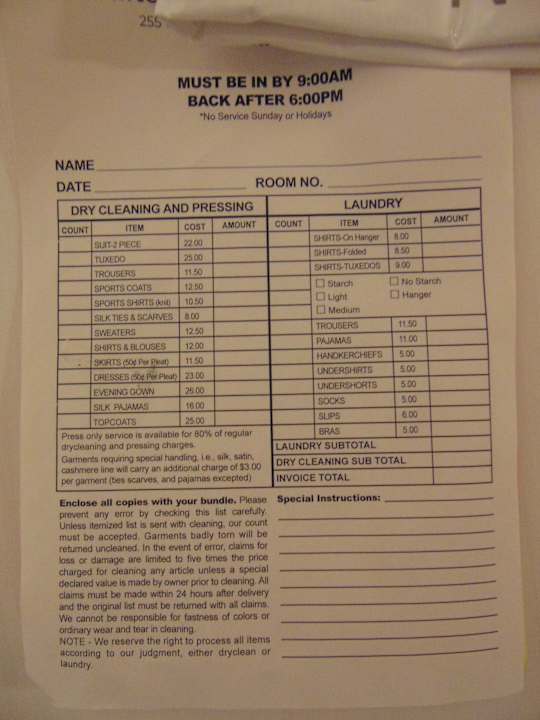 255
MUST BE IN BY 9:00AM
BACK AFTER 6:00PM
*No Service Sunday or Holidays
NAME
DATE ROOM NO.
DRY CLEANING AND PRESSING
COUNT ITEM COST AMOUNT
SUIT-2 PIECE 22.00
TUXEDO 25.00
TROUSERS 11.50
SPORTS COATS 12.50
SPORTS SHIRTS (knit) 10.50
SILK TIES & SCARVES 8.00
SWEATERS 12.50
SHIRTS & BLOUSES 12.00
SKIRTS (50¢ Per Pleat) 11.50
DRESSES (50¢ Per Pleat) 23.00
EVENING GOWN 26.00
SILK PAJAMAS 16.00
TOPCOATS 25.00
Press only service is available for 80% of regular
drycleaning and pressing charges.
Garments requiring special handling, i.e., silk, satin,
cashmere line will carry an additional charge of $3.00
per garment (ties scarves, and pajamas excepted)
LAUNDRY
COUNT ITEM COST AMOUNT
SHIRTS-On Hanger 8.00
SHIRTS-Folded 8.50
SHIRTS-TUXEDOS 9.00
Starch No Starch
Light Hanger
Medium
TROUSERS 11.50
PAJAMAS 11.00
HANDKERCHIEFS 5.00
UNDERSHIRTS 5.00
UNDERSHORTS 5.00
SOCKS 5.00
SLIPS 6.00
BRAS 5.00
LAUNDRY SUBTOTAL
DRY CLEANING SUB TOTAL
INVOICE TOTAL
Enclose all copies with your bundle. Please
prevent any error by checking this list carefully.
Unless itemized list is sent with cleaning, our count
must be accepted. Garments badly torn will be
returned uncleaned. In the event of error, claims for
loss or damage are limited to five times the price
charged for cleaning any article unless a special
declared value is made by owner prior to cleaning. All
claims must be made within 24 hours after delivery
and the original list must be returned with all claims.
We cannot be responsible for fastness of colors or
ordinary wear and tear in cleaning.
NOTE - We reserve the right to process all items
according to our judgment, either dryclean or
laundry.
Special Instructions: